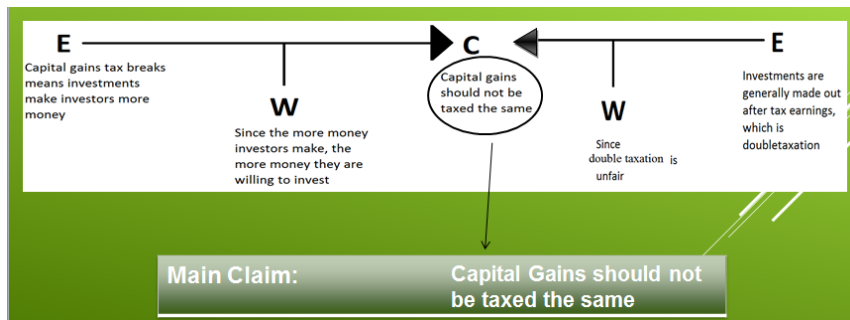 E
Capital gains tax breaks
means investments
make investors more
money
W
Since the more money
investors make, the
more money they are
willing to invest
C
Capital gains
should not be
taxed the same
W
Since
double taxation is
unfair
E
Investments are
generally made out
after tax earnings,
which is
doubletaxation
Main Claim:
Capital Gains should not
be taxed the same